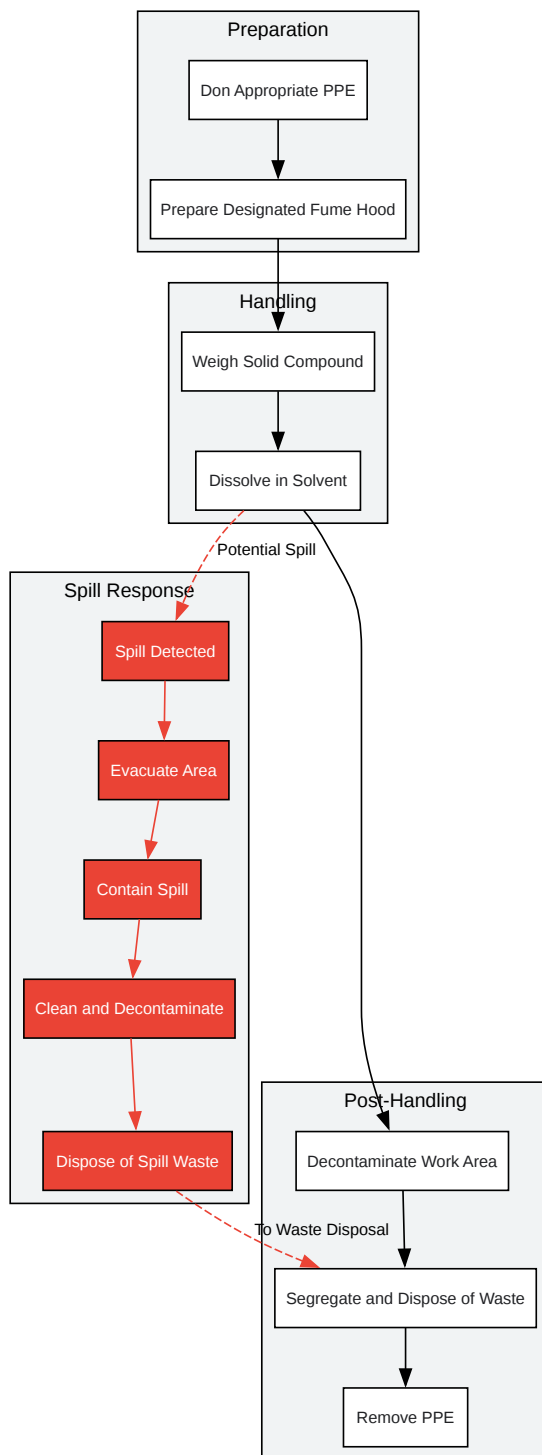 Preparation
Don Appropriate PPE
Prepare Designated Fume Hood
Handling
Weigh Solid Compound
Dissolve in Solvent
Potential Spill
Spill Response
Spill Detected
Evacuate Area
Contain Spill
Clean and Decontaminate
Dispose of Spill Waste
To Waste Disposal
Post-Handling
Decontaminate Work Area
Segregate and Dispose of Waste
Remove PPE